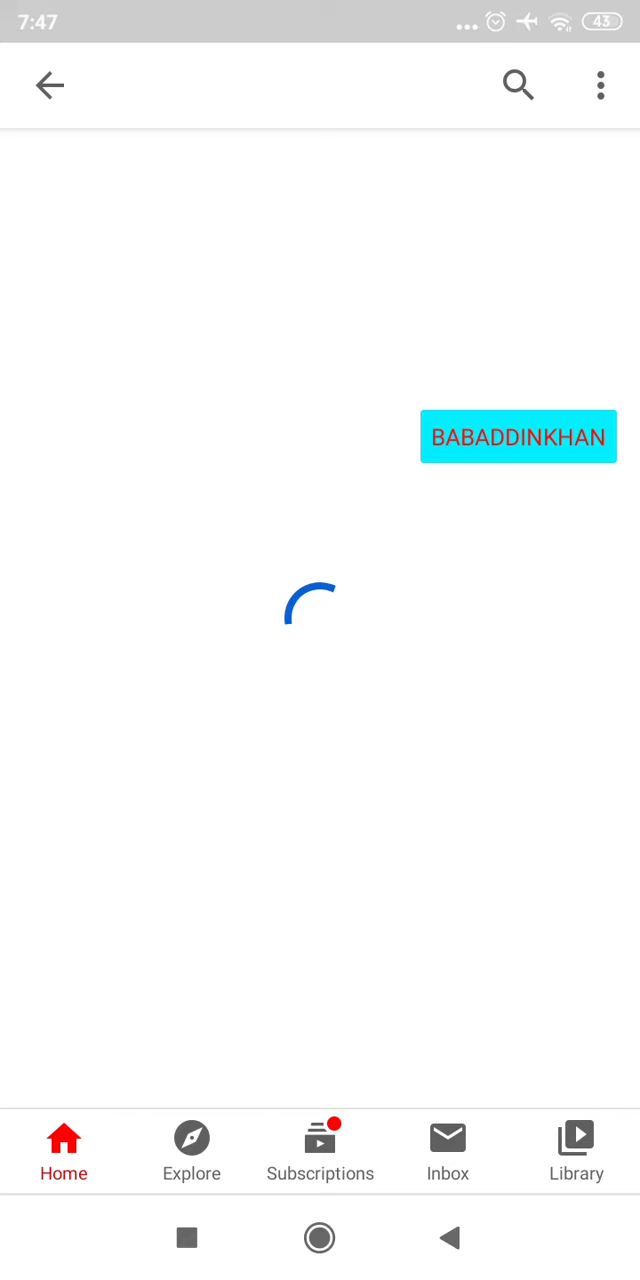 7:47
43
BABADDINKHAN
Home
Explore
Subscriptions
Inbox
Library